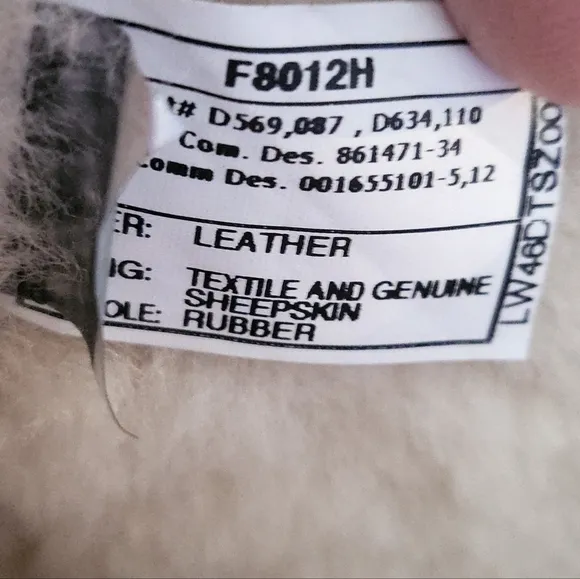 F8012H
# D569,087 , D634,110
Com. Des. 861471-34
omm Des. 001655101-5,12
ER: LEATHER
IG: TEXTILE AND GENUINE
SHEEPSKIN
OLE: RUBBER
LW46DTSZ00